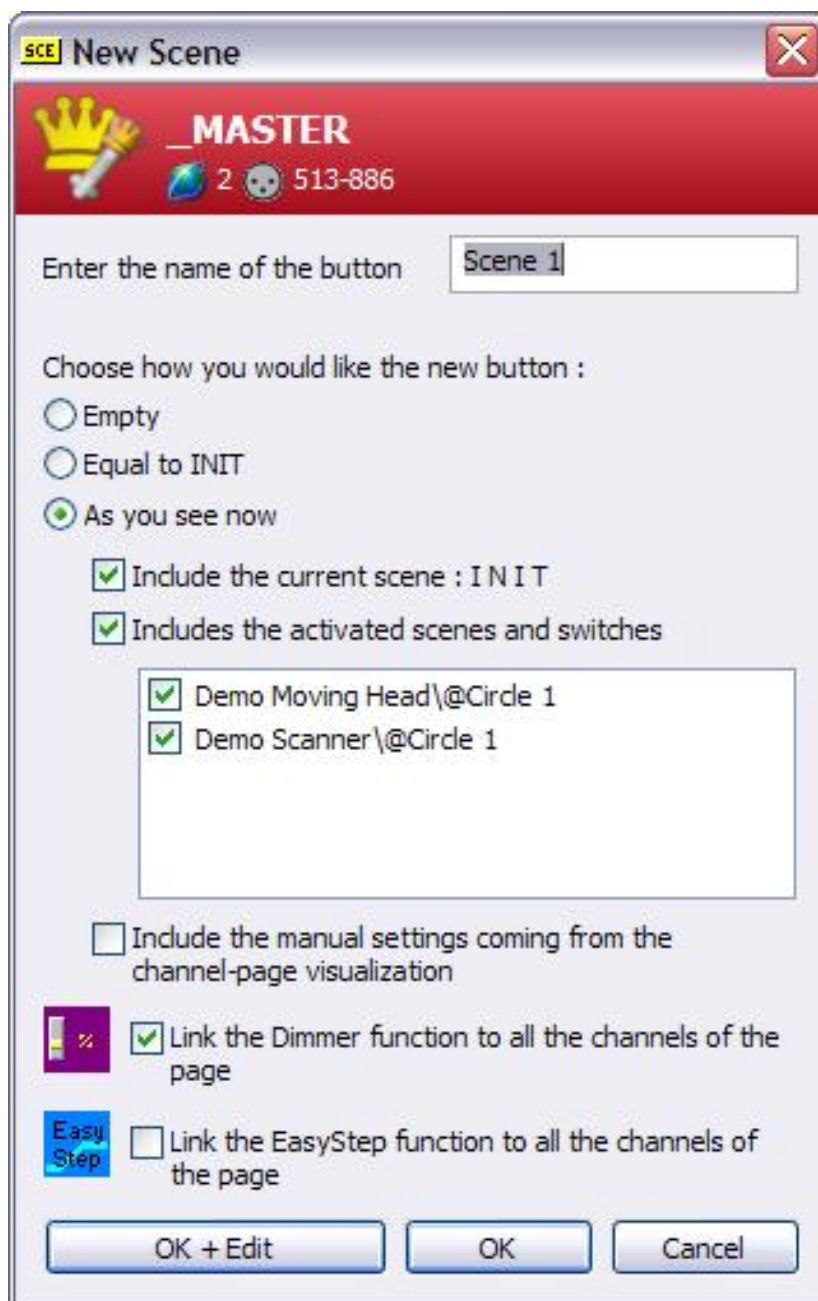 SCE New Scene
_MASTER
2 513-886
Enter the name of the button Scene 1
Choose how you would like the new button :
Empty
Equal to INIT
As you see now
Include the current scene : I N I T
Includes the activated scenes and switches
Demo Moving Head\@Circle 1
Demo Scanner\@Circle 1
Include the manual settings coming from the
channel-page visualization
% Link the Dimmer function to all the channels of the
page
Easy
Step
Link the EasyStep function to all the channels of
the page
OK + Edit OK Cancel